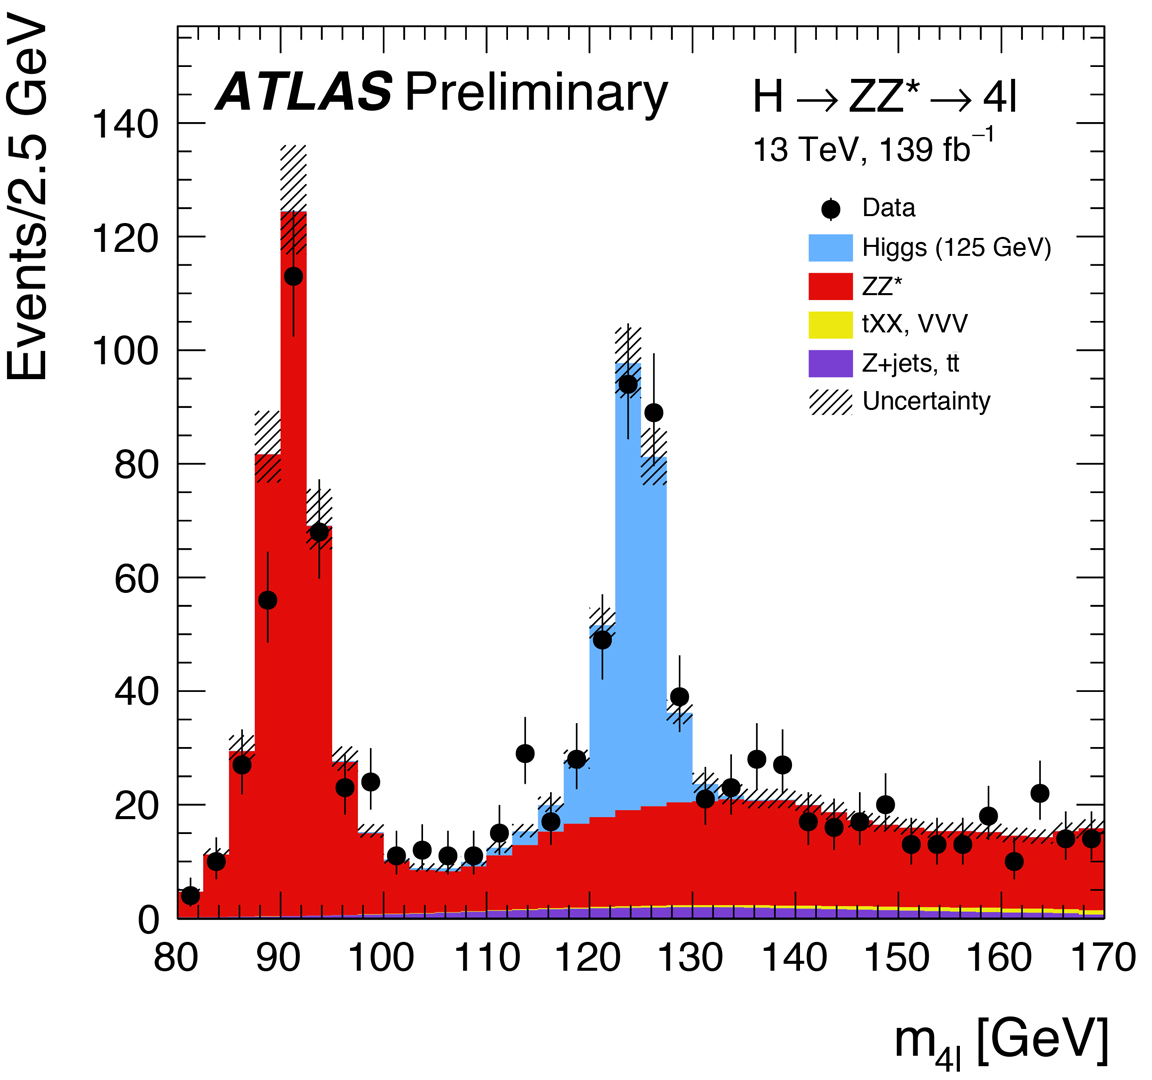 Events/2.5 GeV
ATLAS Preliminary
H → ZZ* → 4l
13 TeV, 139 fb⁻¹
Data
Higgs (125 GeV)
ZZ*
tXX, VVV
Z+jets, tt
Uncertainty
140
120
100
80
60
40
20
0
80 90 100 110 120 130 140 150 160 170
m₄ₗ [GeV]